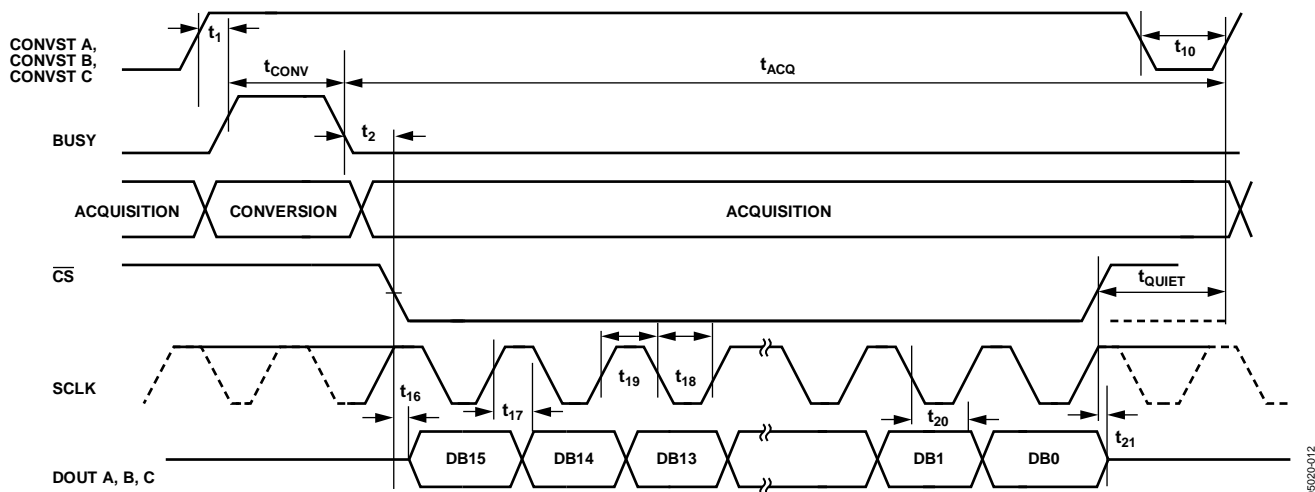 CONVST A,
CONVST B,
CONVST C
t1
t10
tCONV
tACQ
BUSY
t2
ACQUISITION
CONVERSION
ACQUISITION
CS
tQUIET
SCLK
t16
t17
t19
t18
t20
t21
DOUT A, B, C
DB15
DB14
DB13
DB1
DB0
05020-012